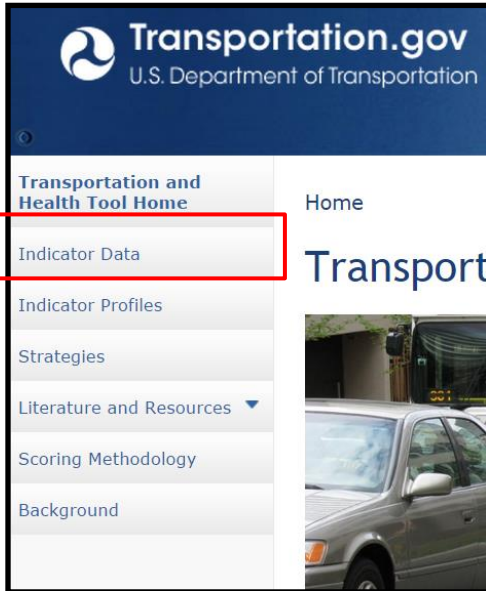 Transportation.gov
U.S. Department of Transportation
Transportation and
Health Tool Home
Indicator Data
Indicator Profiles
Strategies
Literature and Resources
Scoring Methodology
Background
Home
Transport